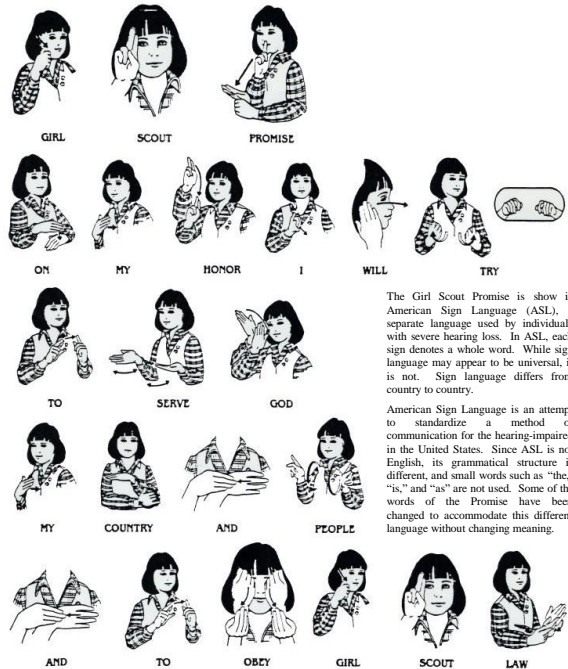 GIRL SCOUT PROMISE
ON MY HONOR I WILL TRY
TO SERVE GOD
The Girl Scout Promise is show
American Sign Language (ASL),
separate language used by
with severe hearing loss. In ASL,
sign denotes a whole word. While
language may appear to be universal,
is not. Sign language differs
country to country.
American Sign Language is an
to standardize a method
communication for the
in the United States. Since ASL is
English, its grammatical structure
different, and small words such as “the,
“is,” and “as” are not used. Some of
words of the Promise have
changed to accommodate this
language without changing meaning.
MY COUNTRY AND PEOPLE
AND TO OBEY GIRL SCOUT LAW